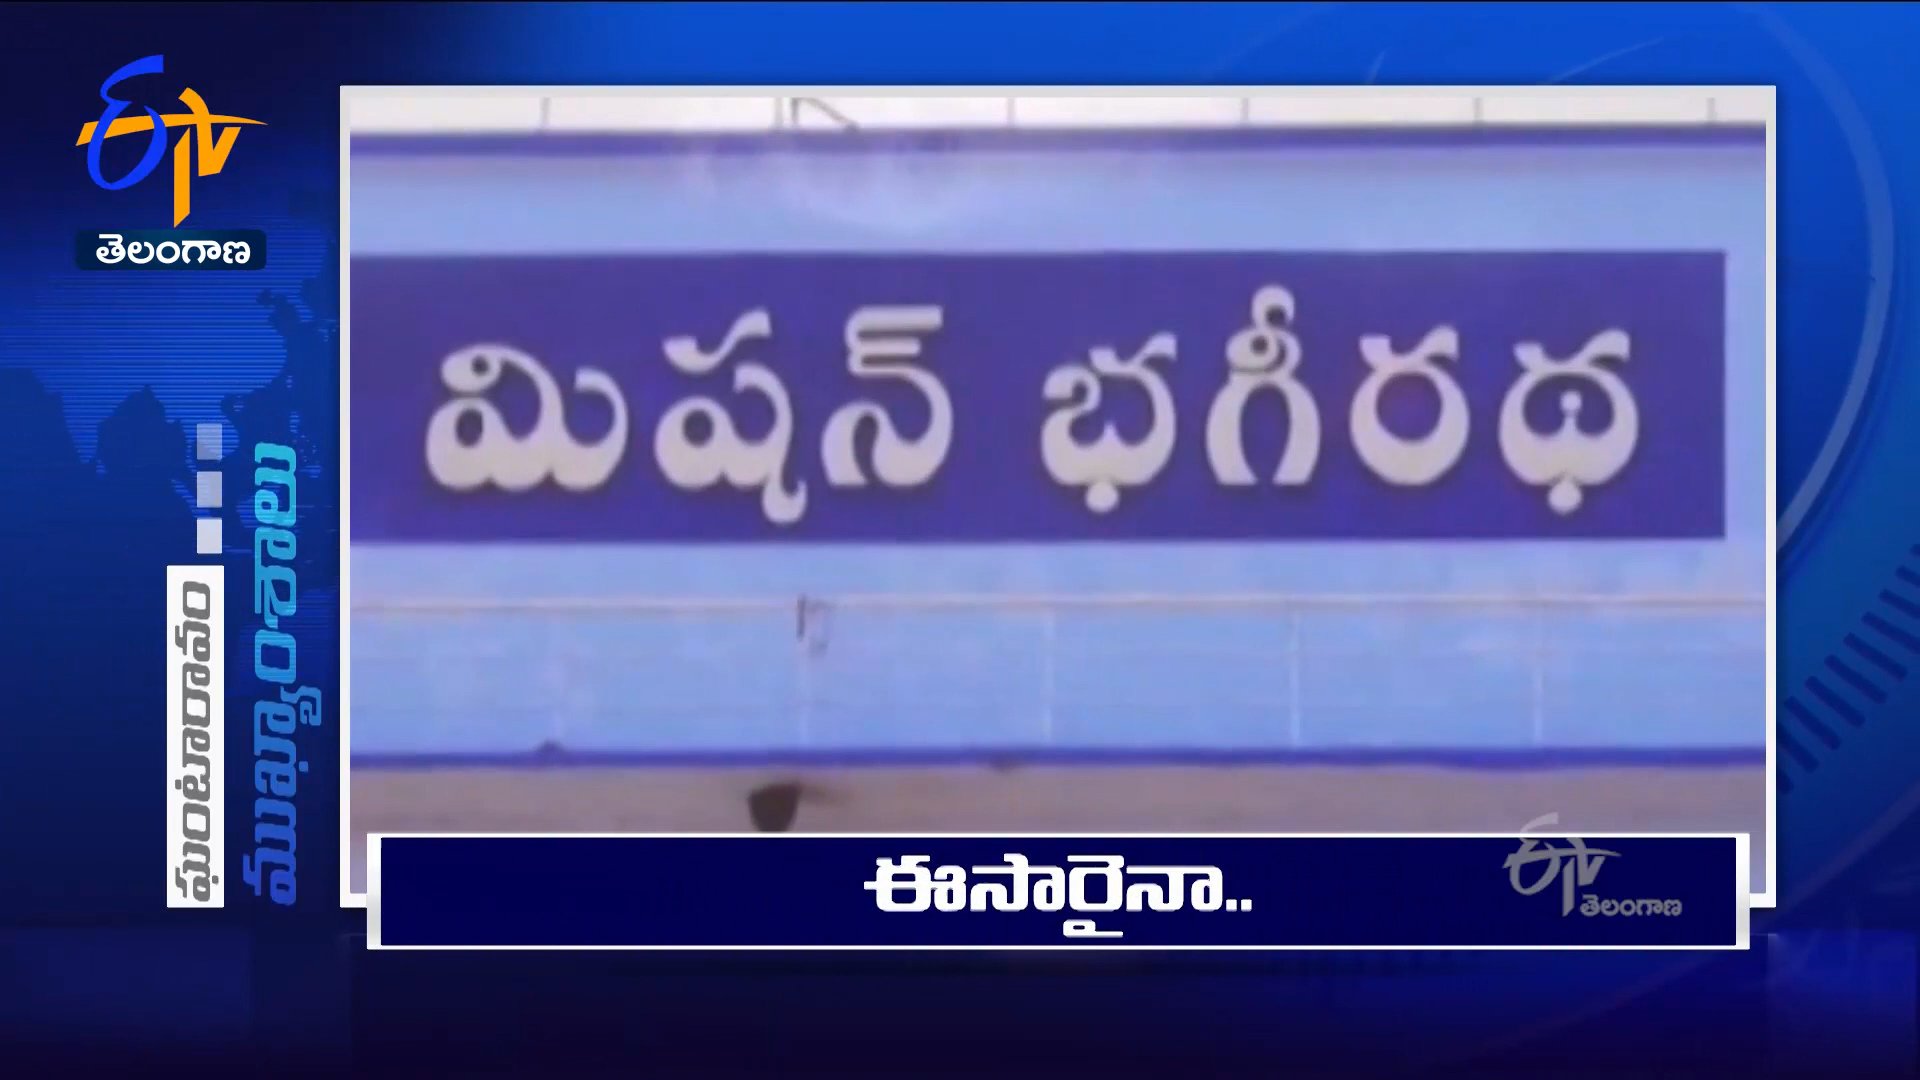 ETV
తెలంగాణ
మిషన్ భగీరథ
ఘంటారావం
ముఖ్యాంశాలు
ఈసారైనా..
ETV
తెలంగాణ